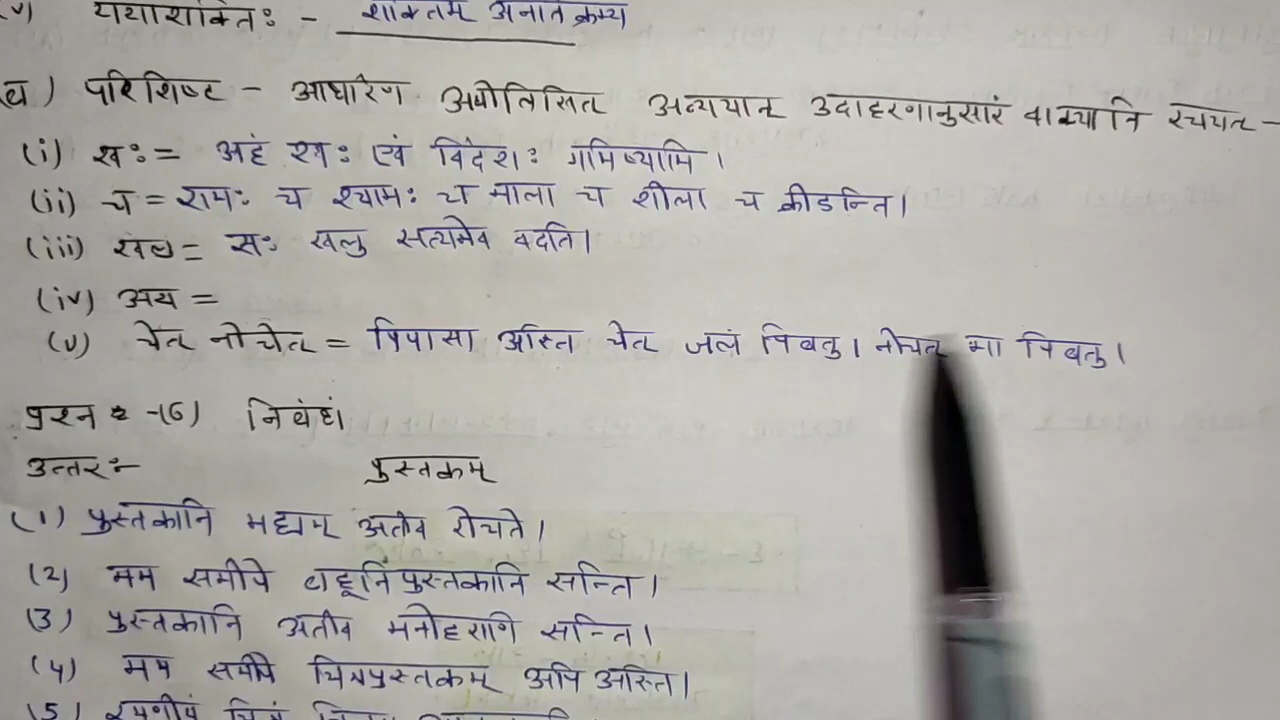 (v) यथाशक्तिः - शक्तिम् अनतिक्रम्य
(घ) परिशिष्ट - आधारेण अधोलिखित अव्ययान् उदाहरणानुसारं वाक्यानि रचयत -
(i) श्वः = अहं श्वः एवं विदेशः गमिष्यामि।
(ii) च = रामः च श्यामः च माला च शीला च क्रीडन्ति।
(iii) खलु = सः खलु सत्यमेव वदति।
(iv) अथ =
(v) चेत् नोचेत् = पिपासा अस्ति चेत् जलं पिबतु। नोचेत् मा पिबतु।
प्रश्न - (6) निबंधं
उत्तर :- पुस्तकम्
(1) पुस्तकानि मह्यम् अतीव रोचते।
(2) मम समीपे बहूनि पुस्तकानि सन्ति।
(3) पुस्तकानि अतीव मनोहराणि सन्ति।
(4) मम समीपे चित्रपुस्तकम् अपि अस्ति।
(5)